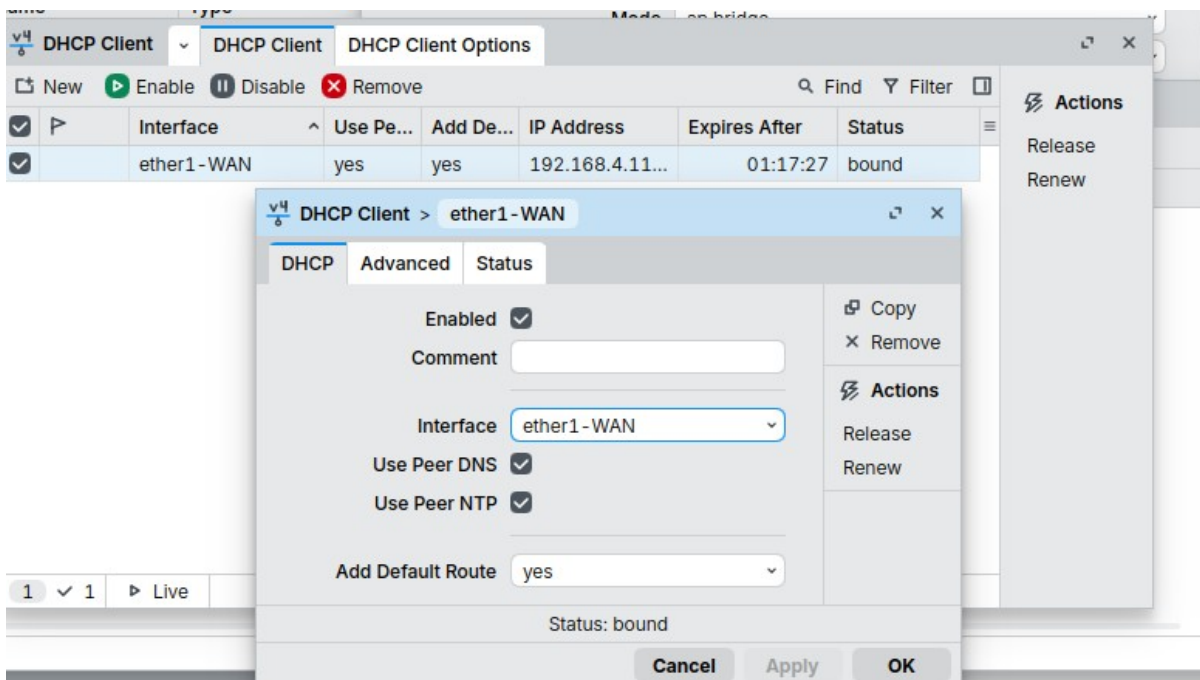 Mode ap bridge
DHCP Client DHCP Client DHCP Client Options
New Enable Disable Remove Find Filter
Interface Use Pe... Add De... IP Address Expires After Status
ether1-WAN yes yes 192.168.4.11... 01:17:27 bound
Actions
Release
Renew
DHCP Client > ether1-WAN
DHCP Advanced Status
Enabled
Comment
Interface ether1-WAN
Use Peer DNS
Use Peer NTP
Add Default Route yes
Copy
Remove
Actions
Release
Renew
1 1 Live
Status: bound
Cancel Apply OK